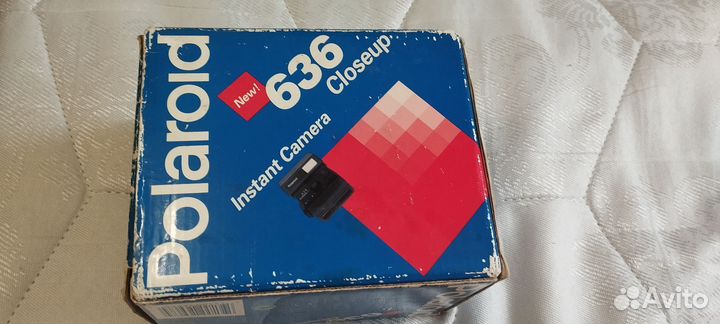 Polaroid
New!
636
Closeup
Instant Camera
Avito